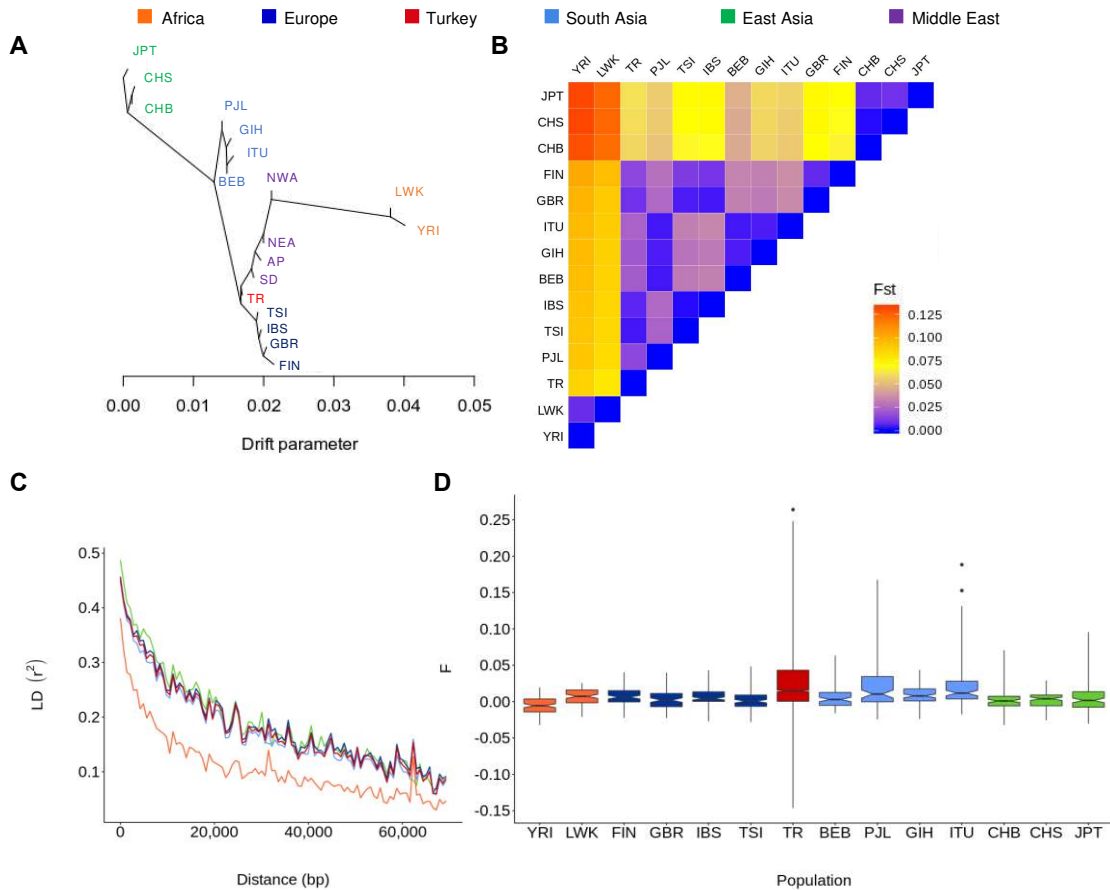 Africa Europe Turkey South Asia East Asia Middle East
A
JPT
CHS
CHB
PJL
GIH
ITU
BEB
NWA
LWK
YRI
NEA
AP
SD
TR
TSI
IBS
GBR
FIN
0.00 0.01 0.02 0.03 0.04 0.05
Drift parameter
B
YRI LWK TR PJL TSI IBS BEB GIH ITU GBR FIN CHB CHS JPT
JPT
CHS
CHB
FIN
GBR
ITU
GIH
BEB
IBS
TSI
PJL
TR
LWK
YRI
Fst
0.125
0.100
0.075
0.050
0.025
0.000
C
LD (r²)
0.5
0.4
0.3
0.2
0.1
0 20,000 40,000 60,000
Distance (bp)
D
F
0.25
0.20
0.15
0.10
0.05
0.00
-0.05
-0.10
-0.15
YRI LWK FIN GBR IBS TSI TR BEB PJL GIH ITU CHB CHS JPT
Population